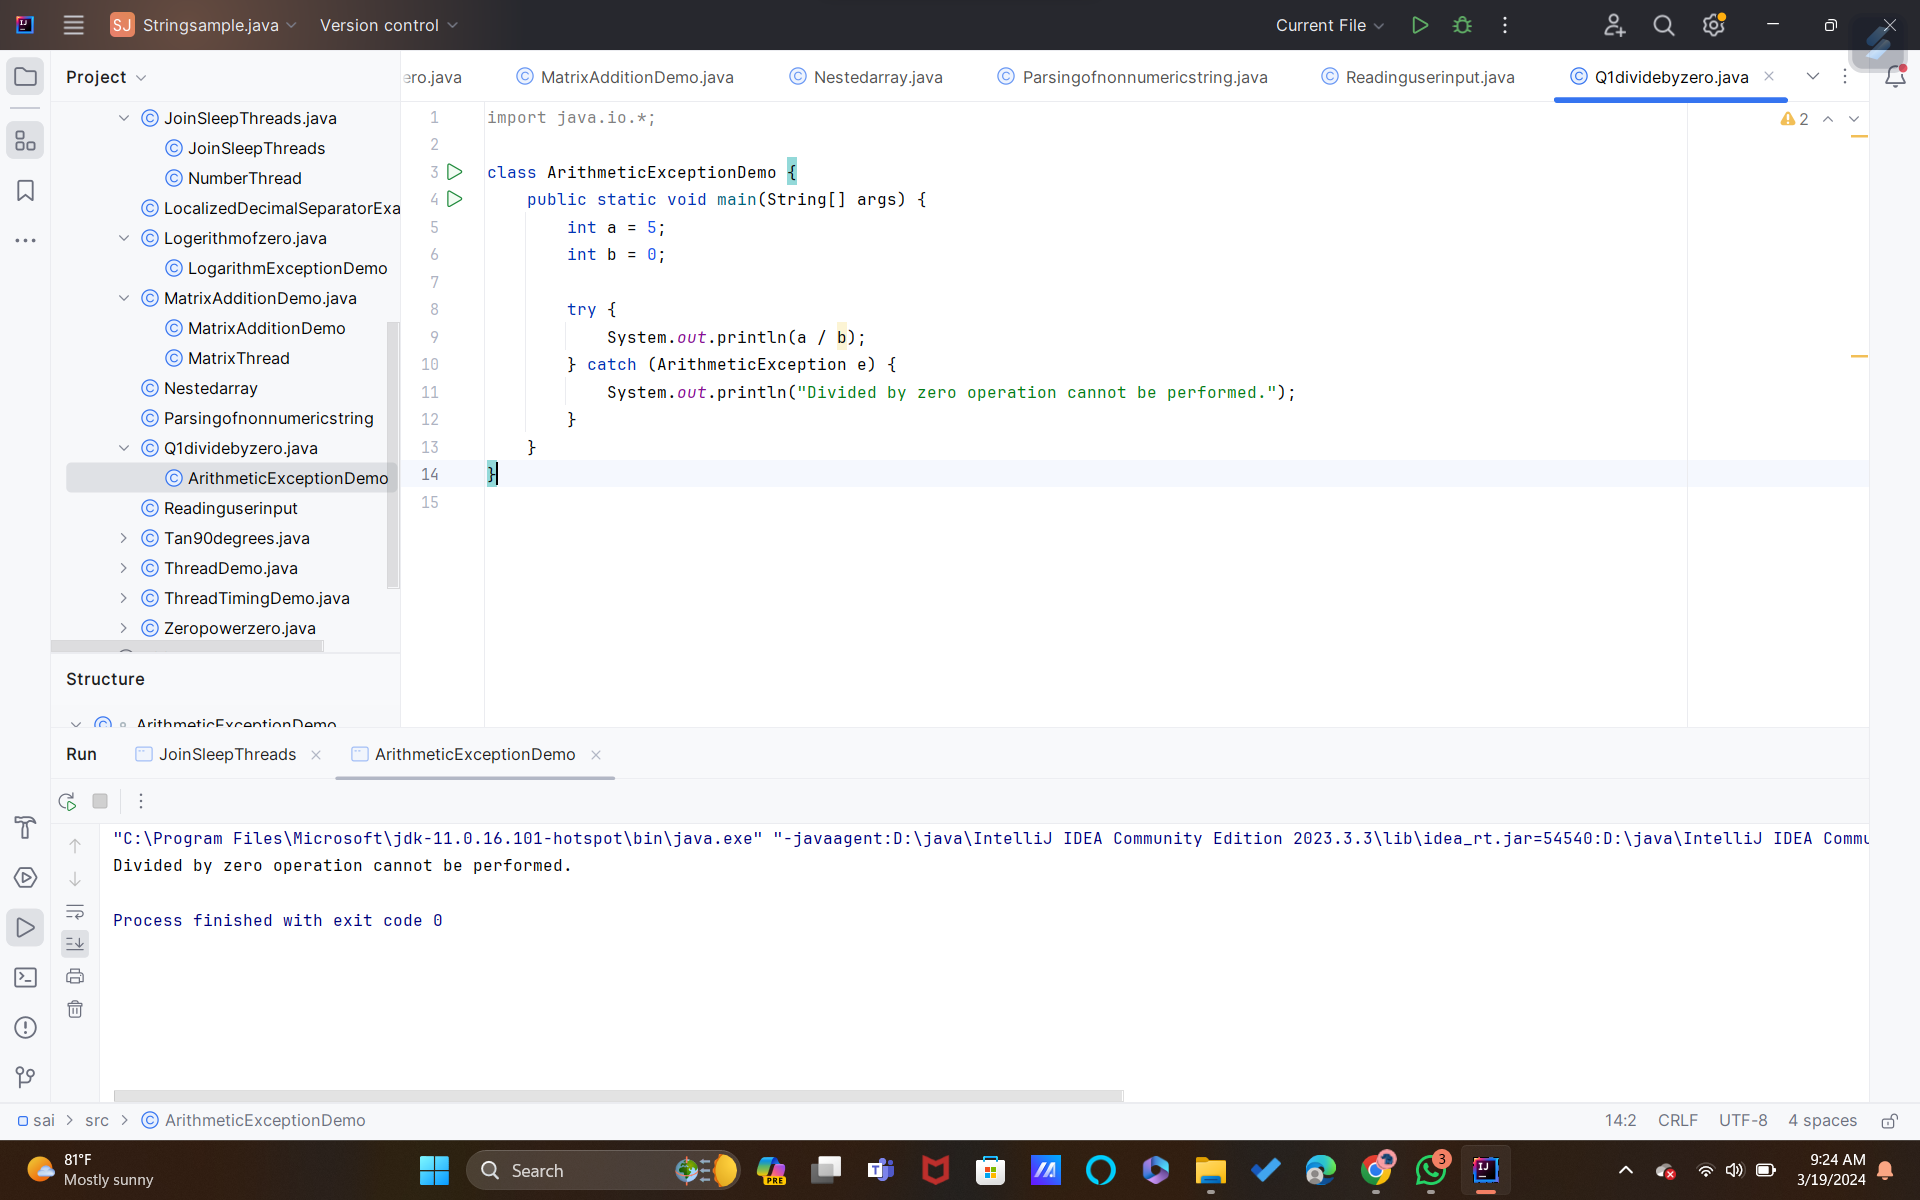 SJ Stringsample.java Version control Current File
Project
ero.java MatrixAdditionDemo.java Nestedarray.java Parsingofnonnumericstring.java Readinguserinput.java Q1dividebyzero.java
JoinSleepThreads.java
JoinSleepThreads
NumberThread
LocalizedDecimalSeparatorExa
Logerithmofzero.java
LogarithmExceptionDemo
MatrixAdditionDemo.java
MatrixAdditionDemo
MatrixThread
Nestedarray
Parsingofnonnumericstring
Q1dividebyzero.java
ArithmeticExceptionDemo
Readinguserinput
Tan90degrees.java
ThreadDemo.java
ThreadTimingDemo.java
Zeropowerzero.java
Structure
ArithmeticExceptionDemo
1 import java.io.*;
2
3 class ArithmeticExceptionDemo {
4 public static void main(String[] args) {
5 int a = 5;
6 int b = 0;
7
8 try {
9 System.out.println(a / b);
10 } catch (ArithmeticException e) {
11 System.out.println("Divided by zero operation cannot be performed.");
12 }
13 }
14 }
15
2
Run JoinSleepThreads ArithmeticExceptionDemo
"C:\Program Files\Microsoft\jdk-11.0.16.101-hotspot\bin\java.exe" "-javaagent:D:\java\IntelliJ IDEA Community Edition 2023.3.3\lib\idea_rt.jar=54540:D:\java\IntelliJ IDEA Commu
Divided by zero operation cannot be performed.
Process finished with exit code 0
sai > src > ArithmeticExceptionDemo 14:2 CRLF UTF-8 4 spaces
81°F
Mostly sunny
Search
PRE
3
9:24 AM
3/19/2024